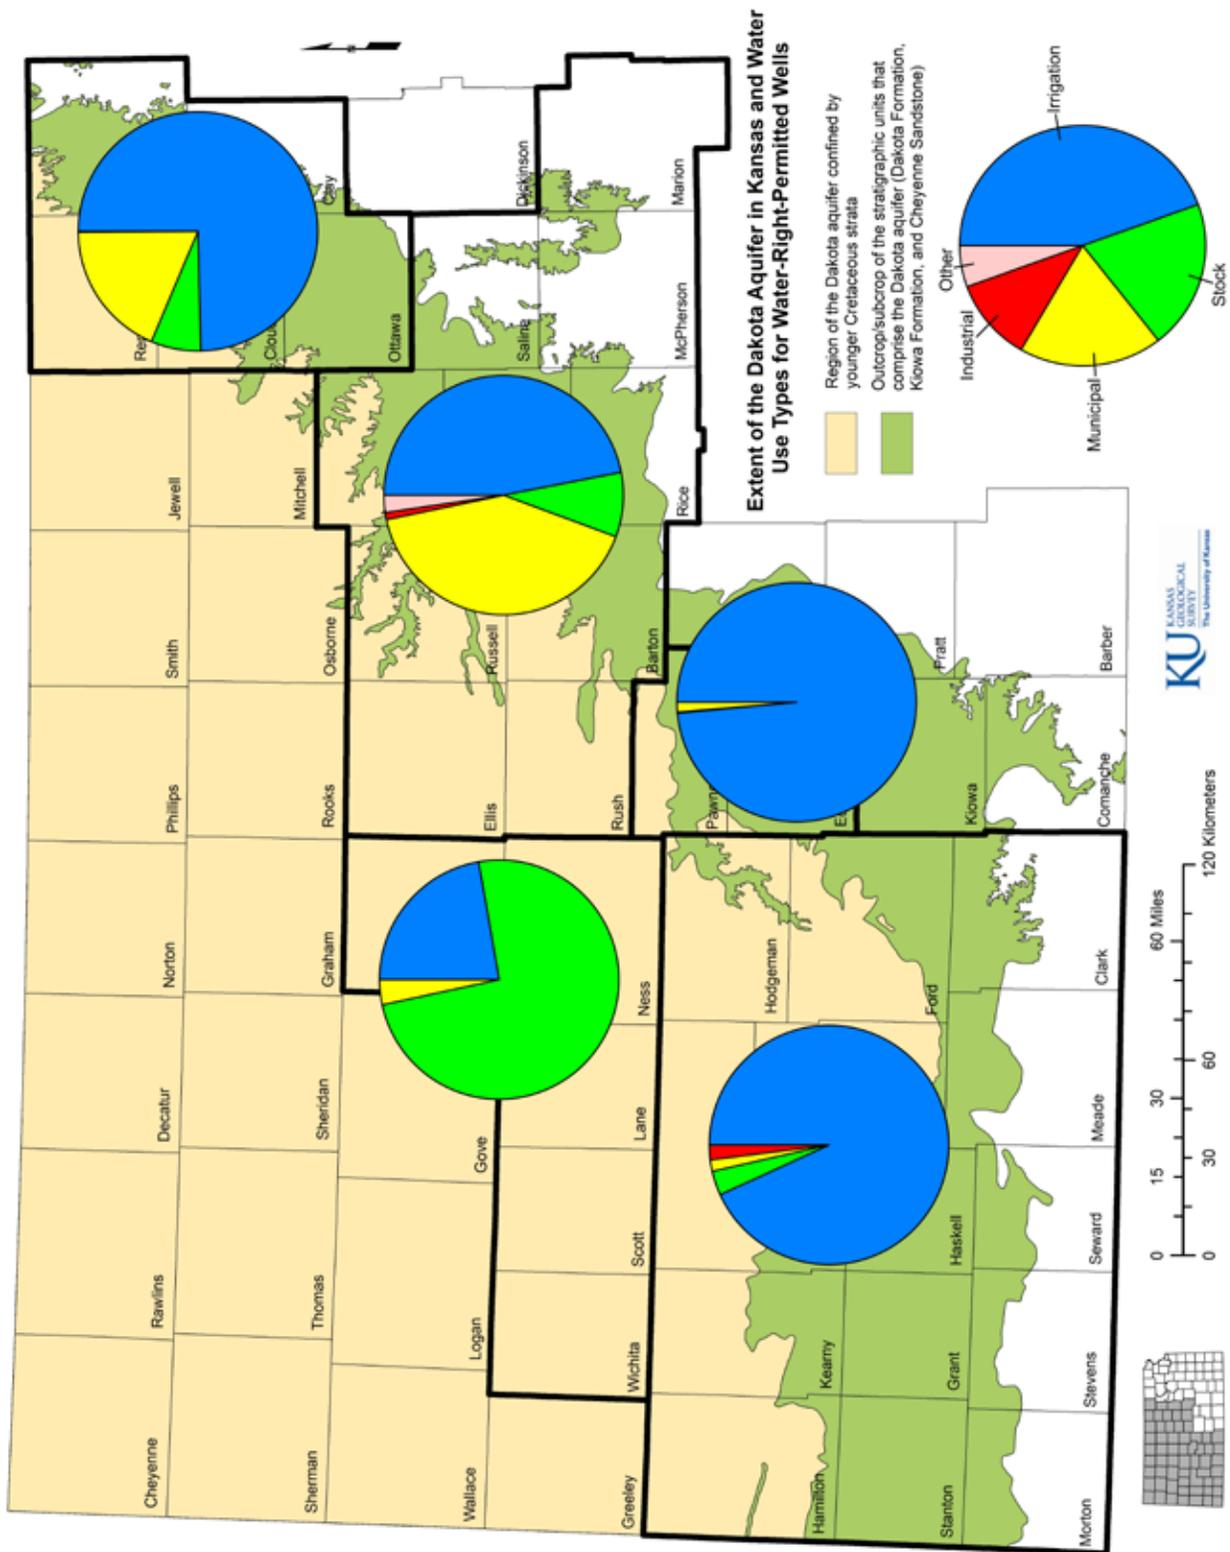 Cheyenne
Rawlins
Decatur
Norton
Phillips
Smith
Jewell
Sherman
Thomas
Sheridan
Graham
Rooks
Osborne
Mitchell
Clou
Wallace
Logan
Gove
Ellis
Russell
Ottawa
Greeley
Wichita
Scott
Lane
Ness
Rush
Barton
Saline
Dickinson
Rice
McPherson
Marion
Hamilton
Kearny
Hodgeman
Pawn
Stanton
Grant
Haskell
Ford
Kiowa
Pratt
Morton
Stevens
Seward
Meade
Clark
Comanche
Barber
Extent of the Dakota Aquifer in Kansas and Water
Use Types for Water-Right-Permitted Wells
Region of the Dakota aquifer confined by
younger Cretaceous strata
Outcrop/subcrop of the stratigraphic units that
comprise the Dakota aquifer (Dakota Formation,
Kiowa Formation, and Cheyenne Sandstone)
Other
Industrial
Irrigation
Municipal
Stock
0 15 30 60 Miles
0 30 60 120 Kilometers
KU KANSAS
GEOLOGICAL
SURVEY
The University of Kansas